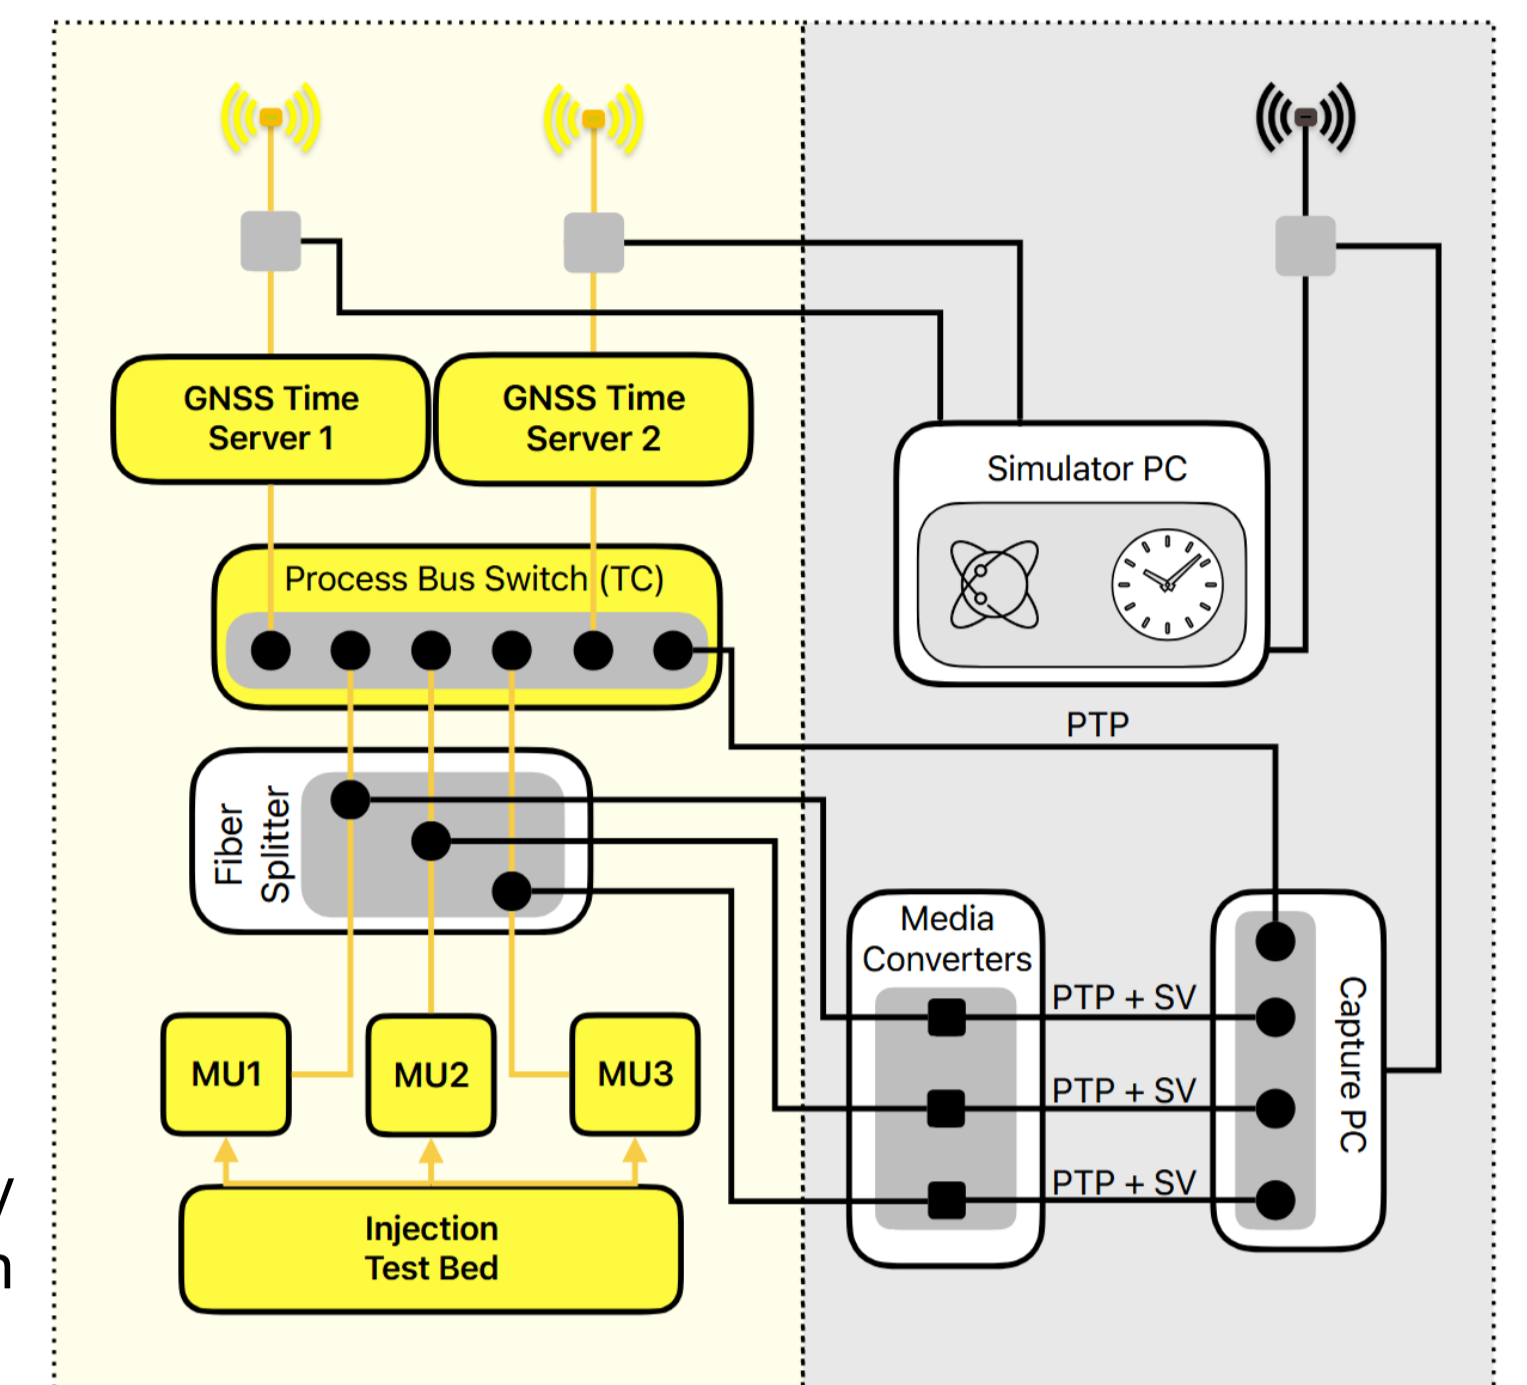 GNSS Time
Server 1
GNSS Time
Server 2
Simulator PC
Process Bus Switch (TC)
PTP
Fiber
Splitter
Media
Converters
PTP + SV
PTP + SV
PTP + SV
Capture PC
MU1
MU2
MU3
Injection
Test Bed